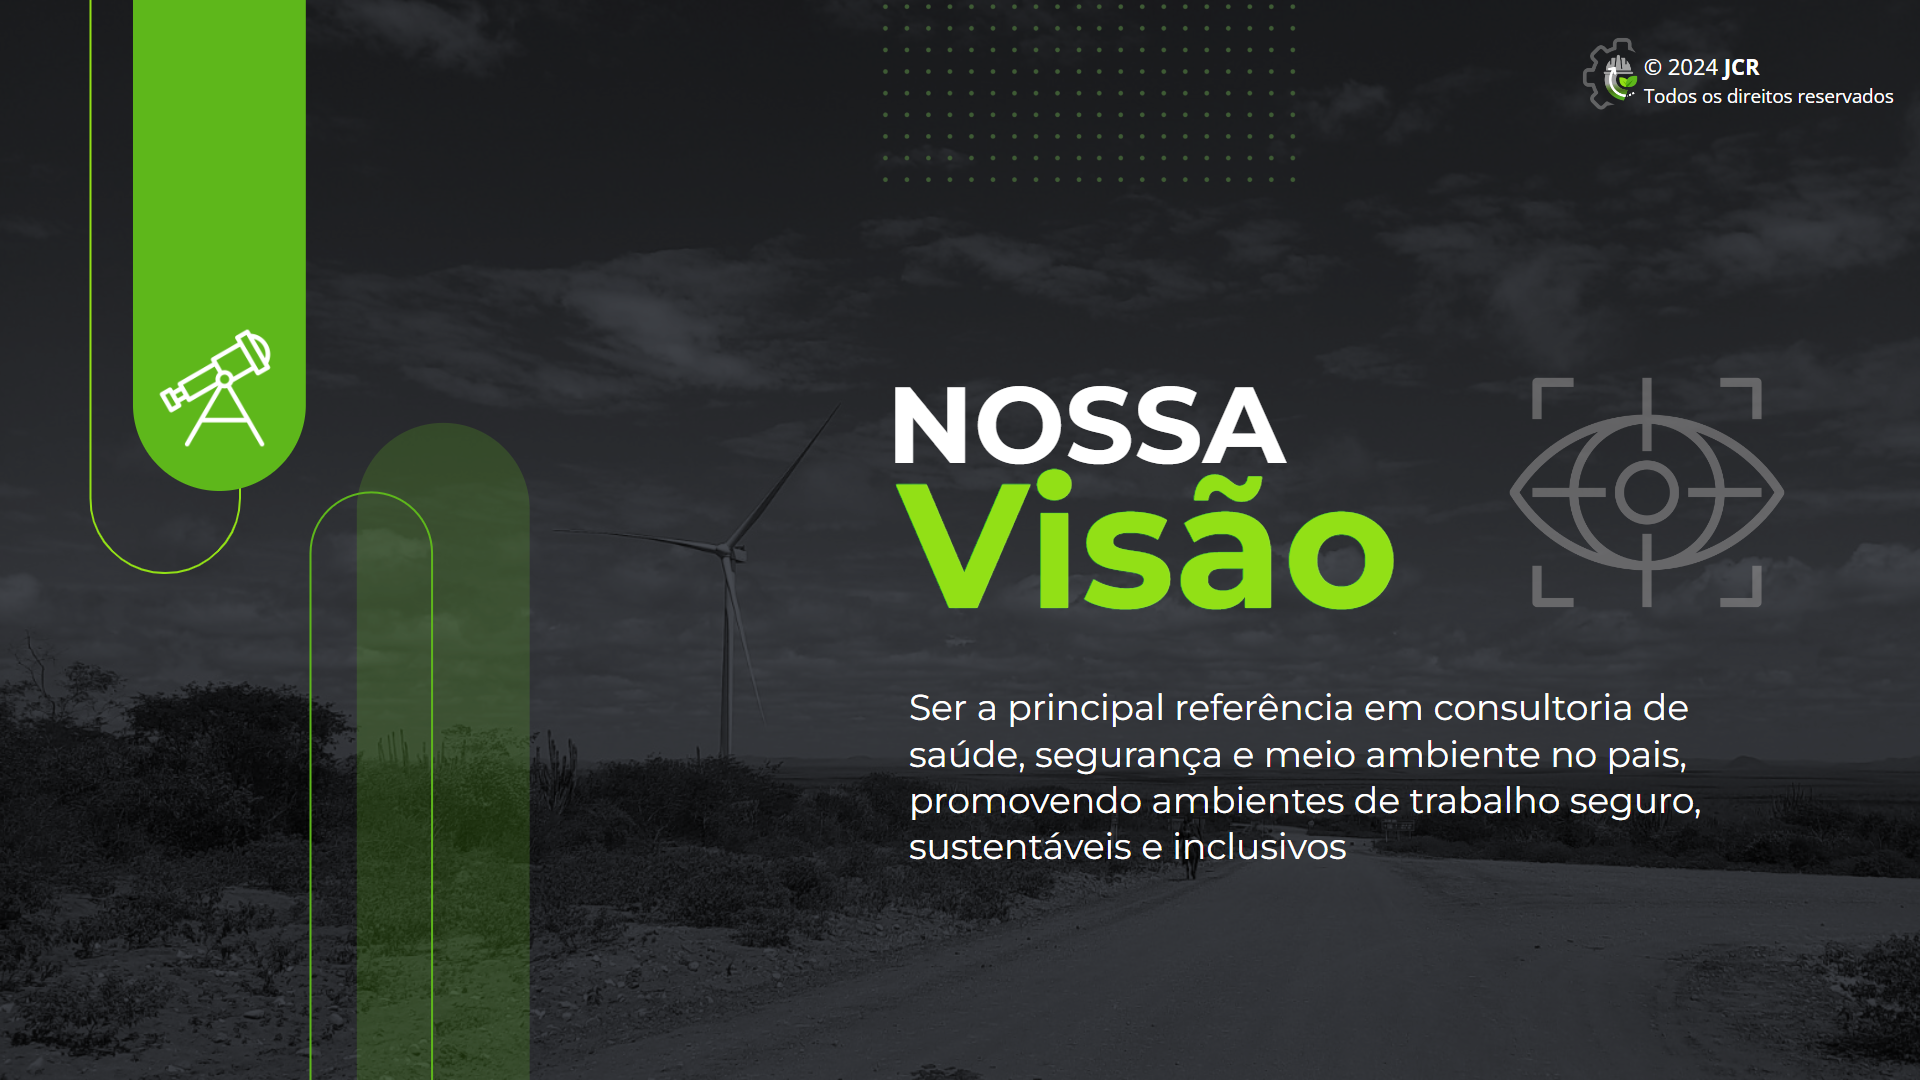 © 2024 JCR
Todos os direitos reservados
NOSSA
Visão
Ser a principal referência em consultoria de
saúde, segurança e meio ambiente no pais,
promovendo ambientes de trabalho seguro,
sustentáveis e inclusivos